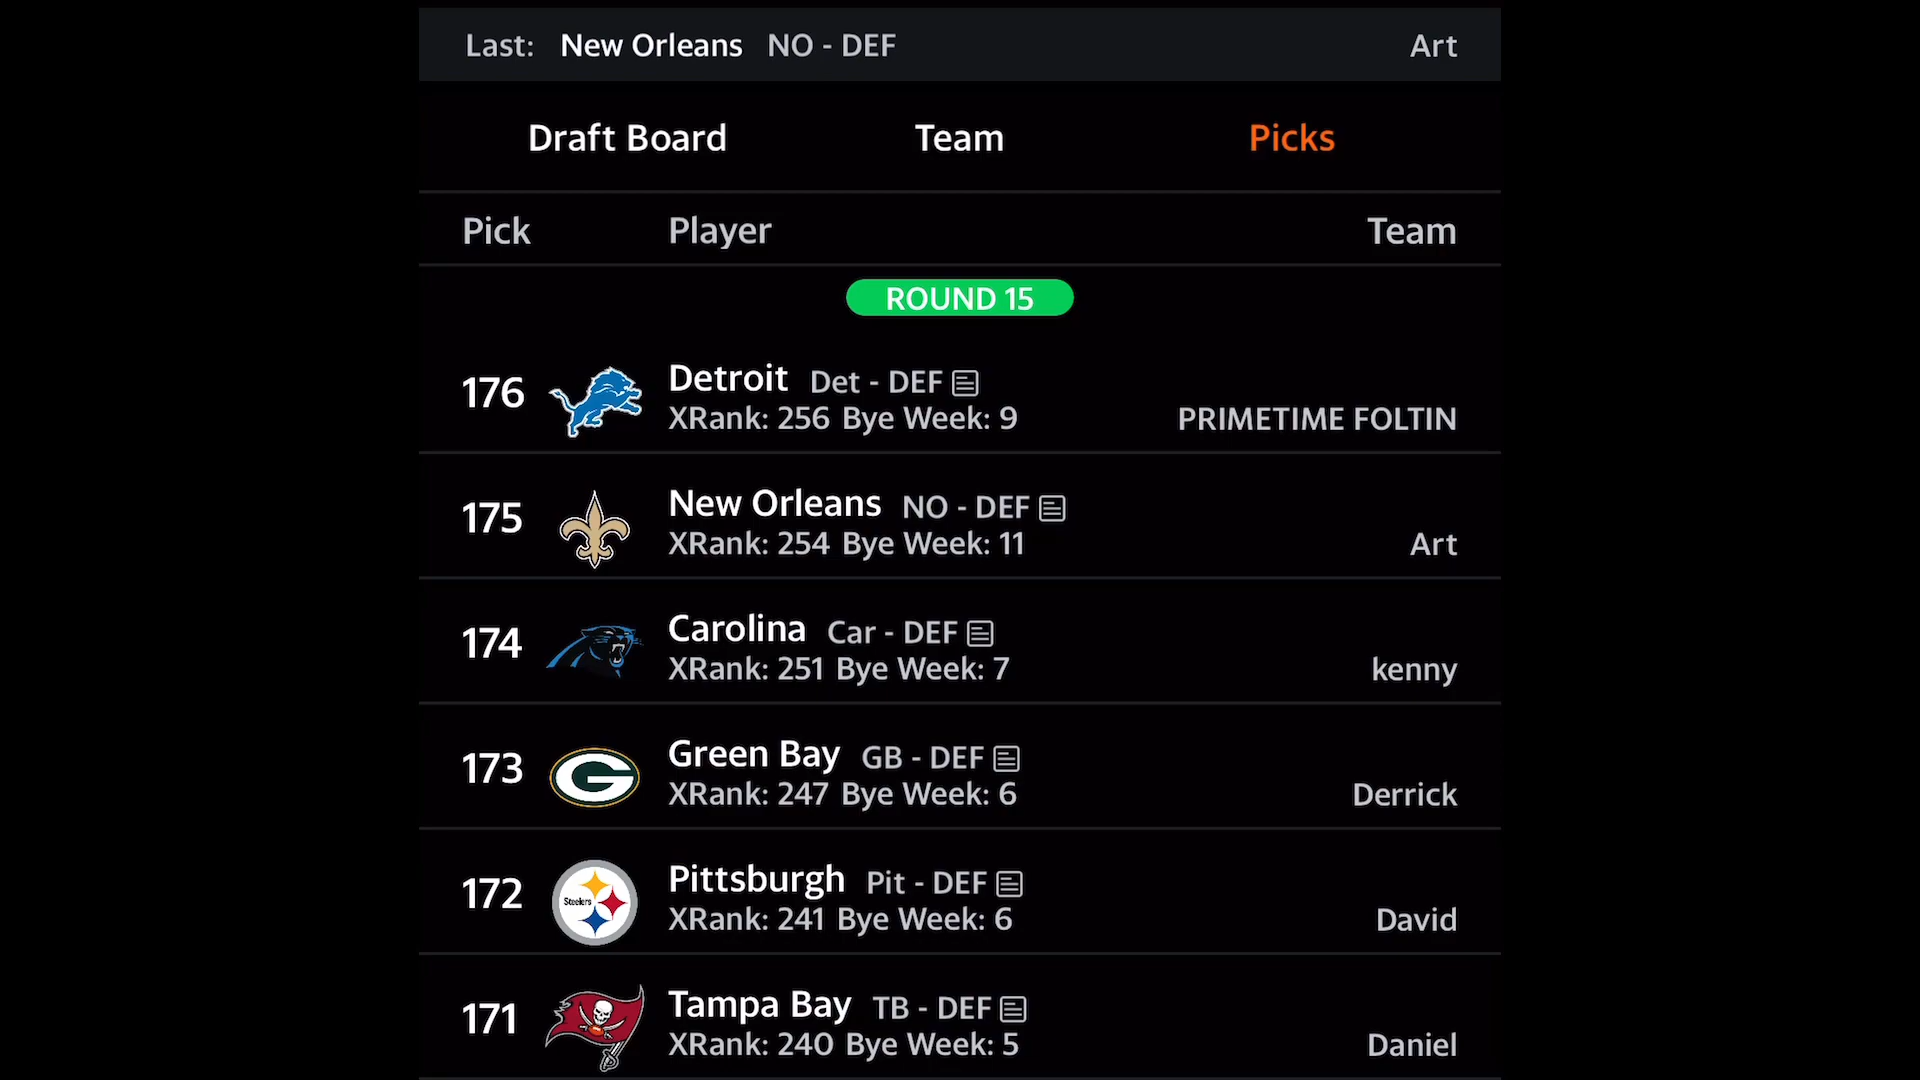 Last: New Orleans NO - DEF Art
Draft Board Team Picks
Pick Player Team
ROUND 15
176 Detroit Det - DEF
XRank: 256 Bye Week: 9 PRIMETIME FOLTIN
175 New Orleans NO - DEF
XRank: 254 Bye Week: 11 Art
174 Carolina Car - DEF
XRank: 251 Bye Week: 7 kenny
173 Green Bay GB - DEF
XRank: 247 Bye Week: 6 Derrick
172 Steelers Pittsburgh Pit - DEF
XRank: 241 Bye Week: 6 David
171 Tampa Bay TB - DEF
XRank: 240 Bye Week: 5 Daniel